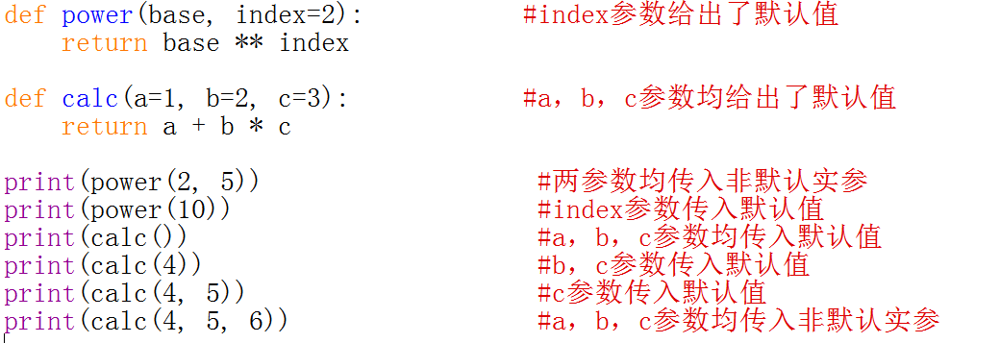 def power(base, index=2): #index参数给出了默认值
    return base ** index
def calc(a=1, b=2, c=3): #a，b，c参数均给出了默认值
    return a + b * c
print(power(2, 5)) #两参数均传入非默认实参
print(power(10)) #index参数传入默认值
print(calc()) #a，b，c参数均传入默认值
print(calc(4)) #b，c参数传入默认值
print(calc(4, 5)) #c参数传入默认值
print(calc(4, 5, 6)) #a，b，c参数均传入非默认实参